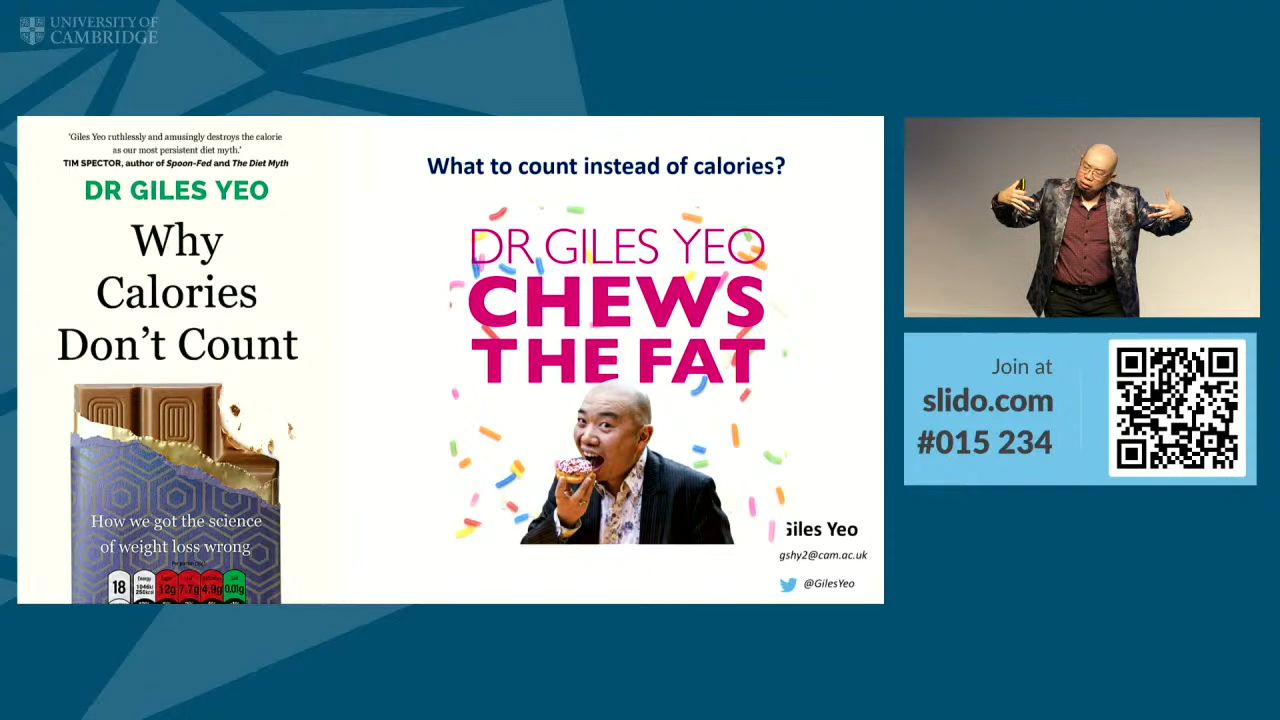 UNIVERSITY OF
CAMBRIDGE
'Giles Yeo ruthlessly and amusingly destroys the calorie
as our most persistent diet myth.'
TIM SPECTOR, author of Spoon-Fed and The Diet Myth
DR GILES YEO
Why
Calories
Don't Count
How we got the science
of weight loss wrong
18
12g 7.7g 4.9g 0.01g
What to count instead of calories?
DR GILES YEO
CHEWS
THE FAT
Giles Yeo
gshy2@cam.ac.uk
@GilesYeo
Join at
slido.com
#015 234